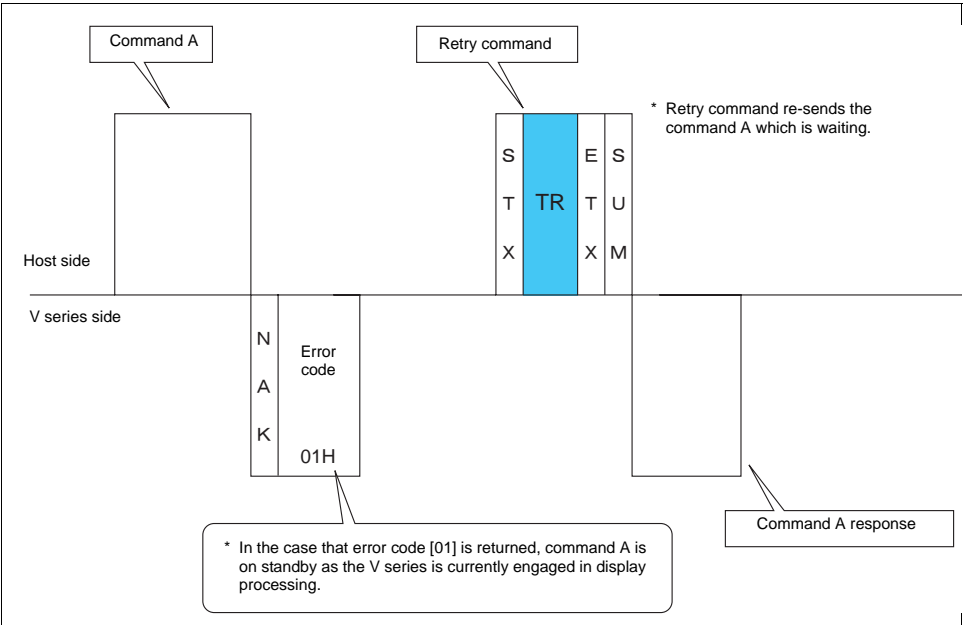 Command A
Retry command
* Retry command re-sends the
command A which is waiting.
S
T
X
TR
E
T
X
S
U
M
Host side
V series side
N
A
K
Error
code
01H
Command A response
* In the case that error code [01] is returned, command A is
on standby as the V series is currently engaged in display
processing.